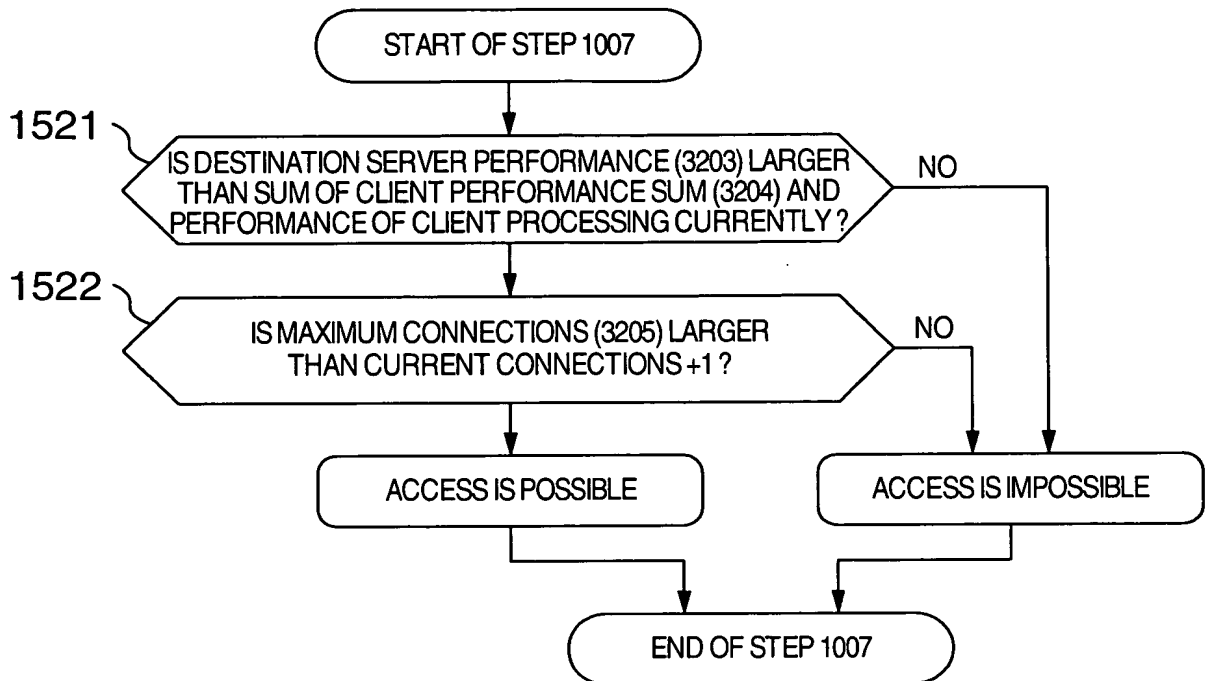 START OF STEP 1007
1521
IS DESTINATION SERVER PERFORMANCE (3203) LARGER
THAN SUM OF CLIENT PERFORMANCE SUM (3204) AND
PERFORMANCE OF CLIENT PROCESSING CURRENTLY ?
NO
1522
IS MAXIMUM CONNECTIONS (3205) LARGER
THAN CURRENT CONNECTIONS +1 ?
NO
ACCESS IS POSSIBLE
ACCESS IS IMPOSSIBLE
END OF STEP 1007